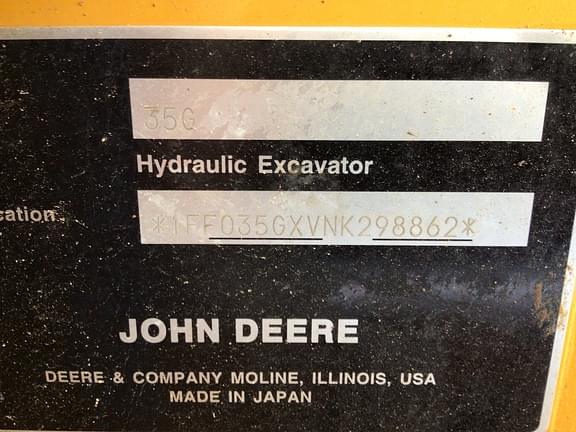 35G
Hydraulic Excavator
cation
*1FF035GXVNK298862*
JOHN DEERE
DEERE & COMPANY MOLINE, ILLINOIS, USA
MADE IN JAPAN